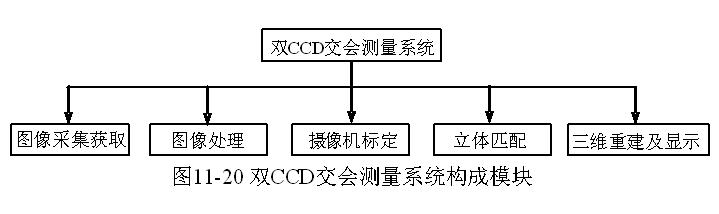 双CCD交会测量系统
图像采集获取
图像处理
摄像机标定
立体匹配
三维重建及显示
图11-20 双CCD交会测量系统构成模块